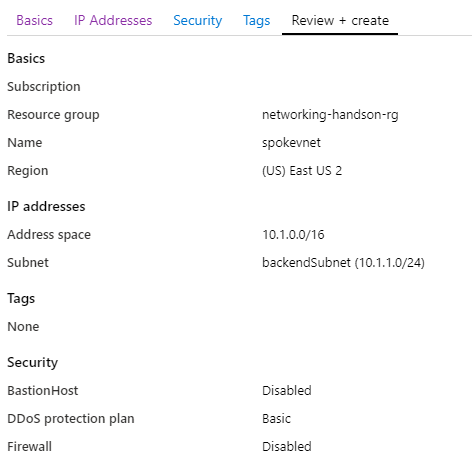 Basics IP Addresses Security Tags Review + create
Basics
Subscription
Resource group networking-handson-rg
Name spokevnet
Region (US) East US 2
IP addresses
Address space 10.1.0.0/16
Subnet backendSubnet (10.1.1.0/24)
Tags
None
Security
BastionHost Disabled
DDoS protection plan Basic
Firewall Disabled